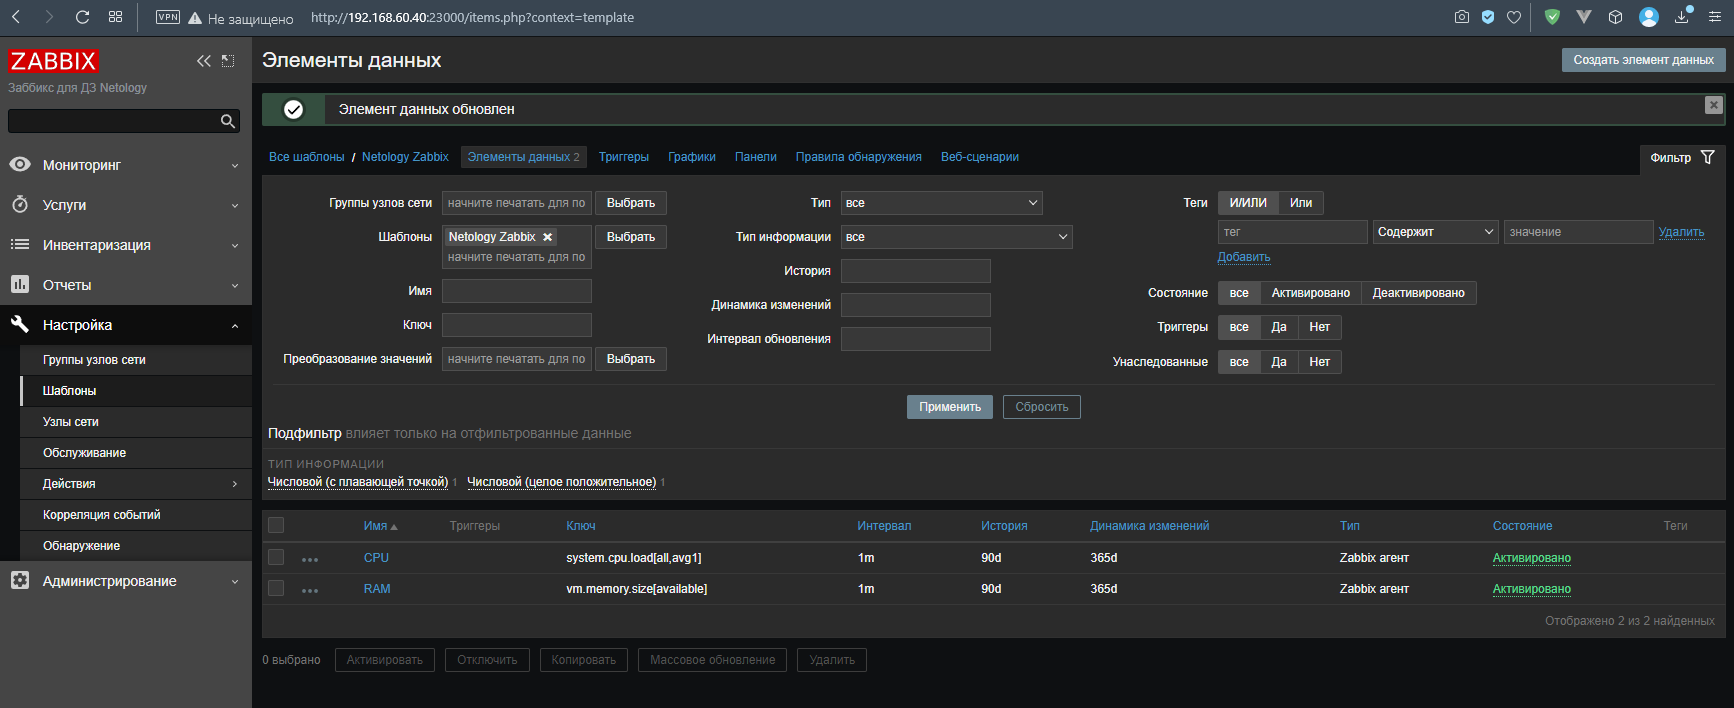 VPN Не защищено http://192.168.60.40:23000/items.php?context=template
ZABBIX
Заббикс для ДЗ Netology
Мониторинг
Услуги
Инвентаризация
Отчеты
Настройка
Группы узлов сети
Шаблоны
Узлы сети
Обслуживание
Действия
Корреляция событий
Обнаружение
Администрирование
Элементы данных
Создать элемент данных
Элемент данных обновлен
Все шаблоны / Netology Zabbix Элементы данных 2 Триггеры Графики Панели Правила обнаружения Веб-сценарии
Фильтр
Группы узлов сети начните печатать для по Выбрать
Шаблоны Netology Zabbix Выбрать
начните печатать для по
Имя
Ключ
Преобразование значений начните печатать для по Выбрать
Тип все
Тип информации все
История
Динамика изменений
Интервал обновления
Теги И/ИЛИ Или
тег Содержит значение Удалить
Добавить
Состояние все Активировано Деактивировано
Триггеры все Да Нет
Унаследованные все Да Нет
Применить Сбросить
Подфильтр влияет только на отфильтрованные данные
ТИП ИНФОРМАЦИИ
Числовой (с плавающей точкой) 1 Числовой (целое положительное) 1
Имя Триггеры Ключ Интервал История Динамика изменений Тип Состояние Теги
CPU system.cpu.load[all,avg1] 1m 90d 365d Zabbix агент Активировано
RAM vm.memory.size[available] 1m 90d 365d Zabbix агент Активировано
Отображено 2 из 2 найденных
0 выбрано Активировать Отключить Копировать Массовое обновление Удалить